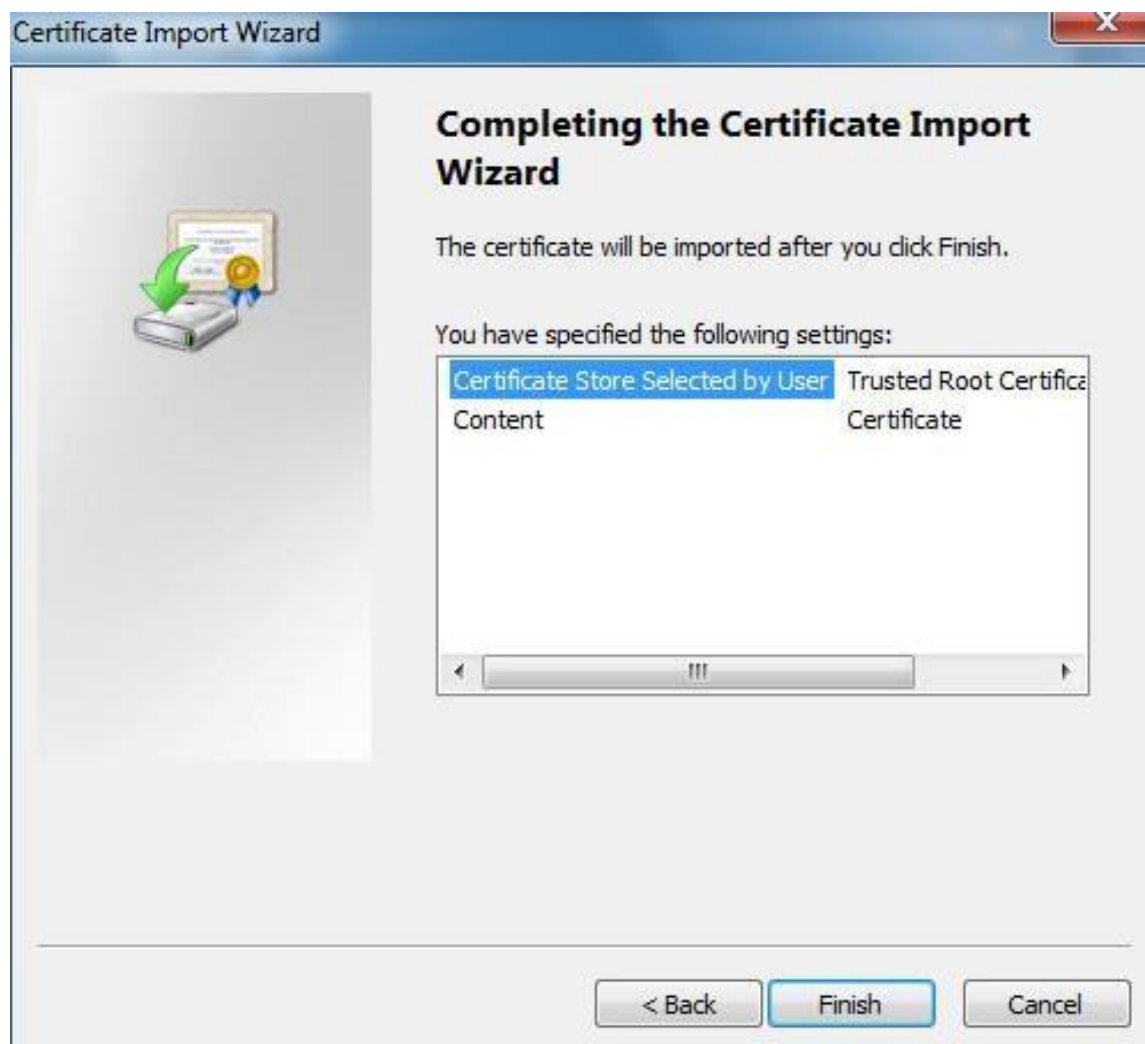 Certificate Import Wizard
Completing the Certificate Import
Wizard
The certificate will be imported after you click Finish.
You have specified the following settings:
Certificate Store Selected by User Trusted Root Certifica
Content Certificate
< Back Finish Cancel